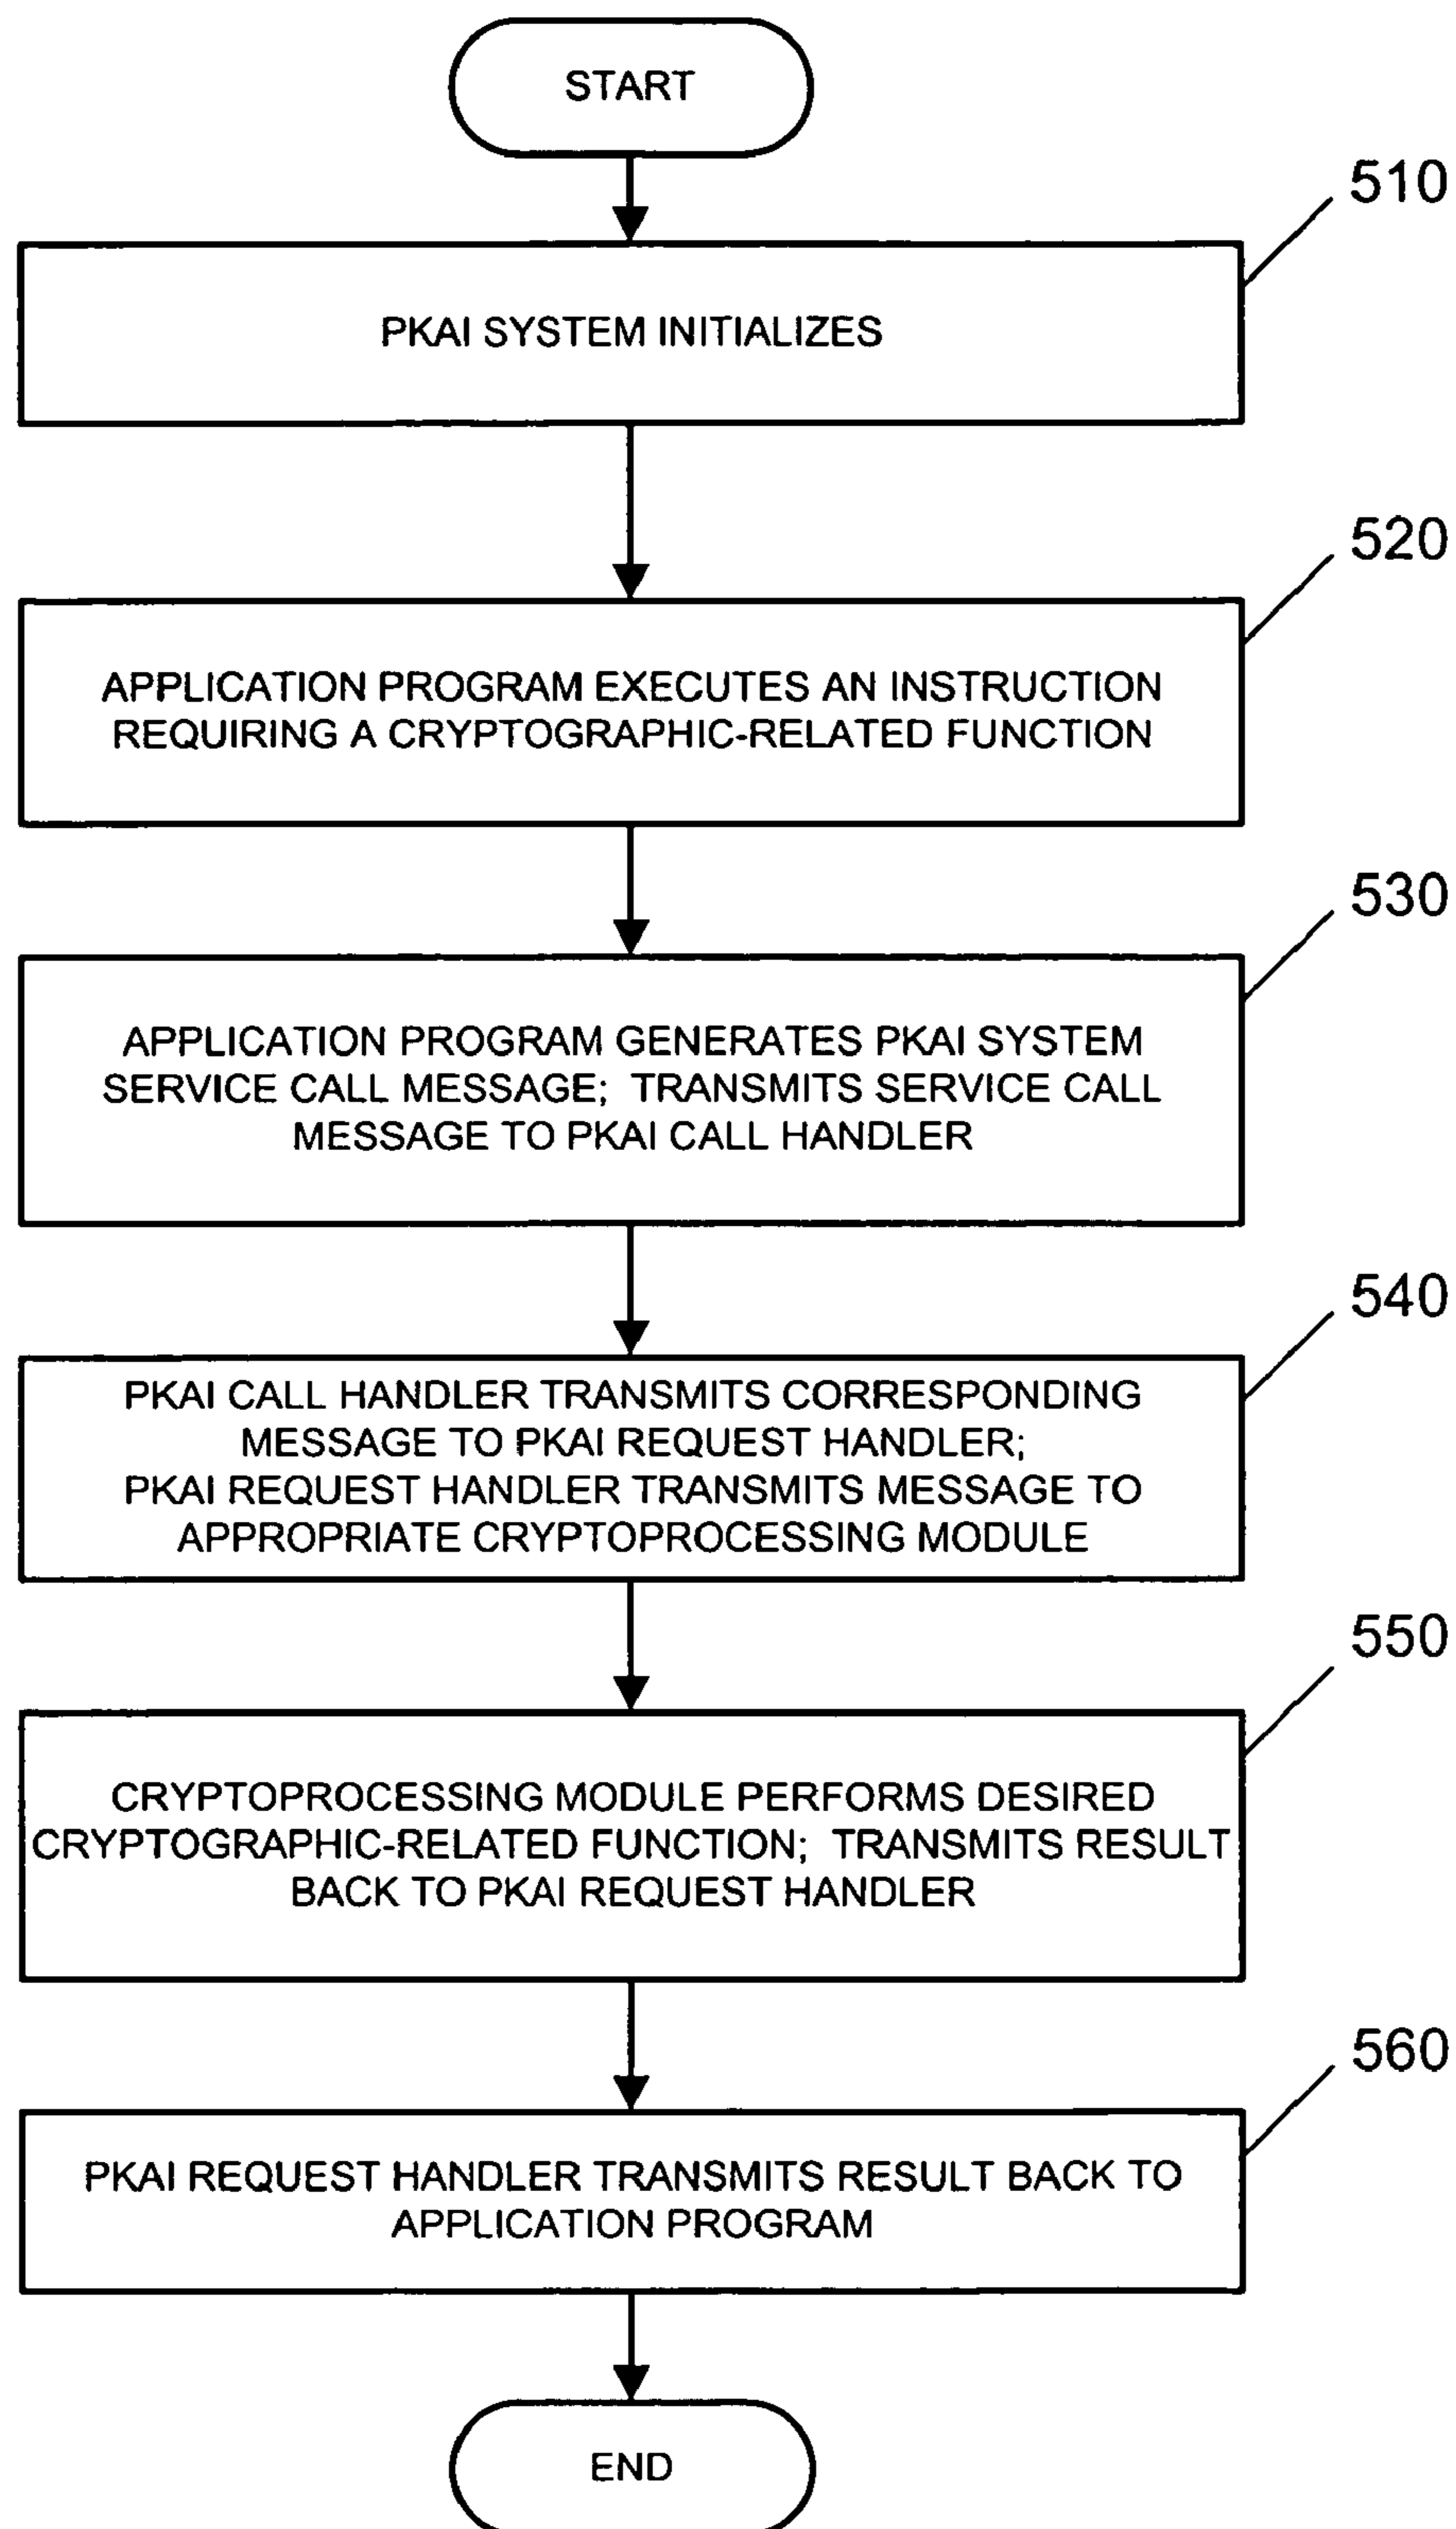 START
510
PKAI SYSTEM INITIALIZES
520
APPLICATION PROGRAM EXECUTES AN INSTRUCTION
REQUIRING A CRYPTOGRAPHIC-RELATED FUNCTION
530
APPLICATION PROGRAM GENERATES PKAI SYSTEM
SERVICE CALL MESSAGE; TRANSMITS SERVICE CALL
MESSAGE TO PKAI CALL HANDLER
540
PKAI CALL HANDLER TRANSMITS CORRESPONDING
MESSAGE TO PKAI REQUEST HANDLER;
PKAI REQUEST HANDLER TRANSMITS MESSAGE TO
APPROPRIATE CRYPTOPROCESSING MODULE
550
CRYPTOPROCESSING MODULE PERFORMS DESIRED
CRYPTOGRAPHIC-RELATED FUNCTION; TRANSMITS RESULT
BACK TO PKAI REQUEST HANDLER
560
PKAI REQUEST HANDLER TRANSMITS RESULT BACK TO
APPLICATION PROGRAM
END